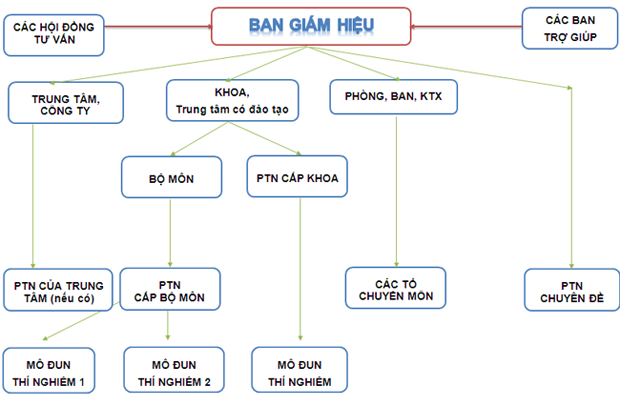 CÁC HỘI ĐỒNG
TƯ VẤN
BAN GIÁM HIỆU
CÁC BAN
TRỢ GIÚP
TRUNG TÂM,
CÔNG TY
KHOA,
Trung tâm có đào tạo
PHÒNG, BAN, KTX
BỘ MÔN
PTN CẤP KHOA
PTN CỦA TRUNG
TÂM (nếu có)
PTN
CẤP BỘ MÔN
CÁC TỔ
CHUYÊN MÔN
PTN
CHUYÊN ĐỀ
MÔ ĐUN
THÍ NGHIỆM 1
MÔ ĐUN
THÍ NGHIỆM 2
MÔ ĐUN
THÍ NGHIỆM